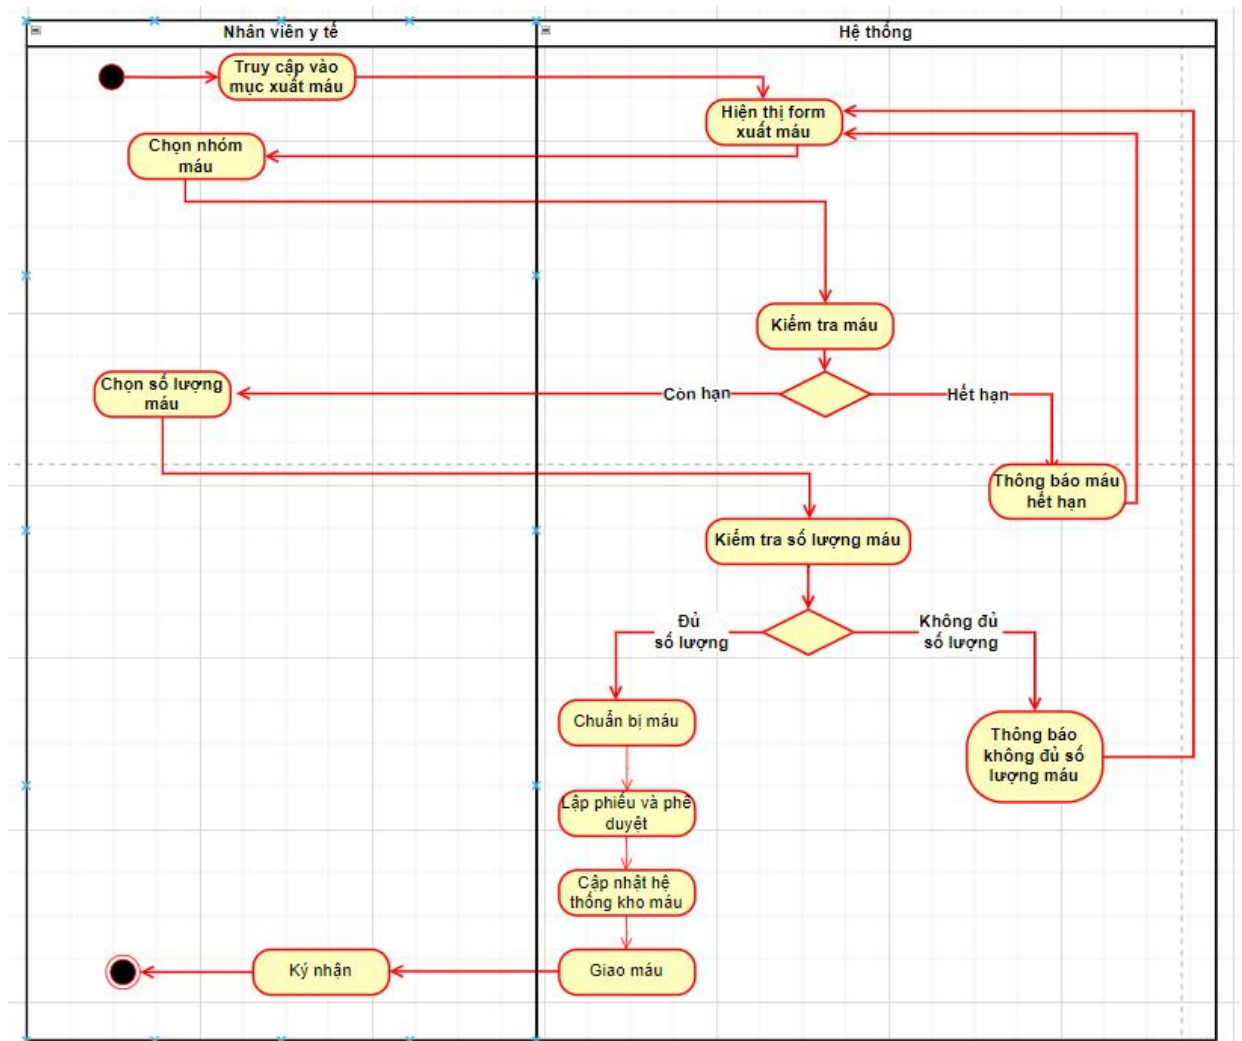 Nhân viên y tế
Hệ thống
Truy cập vào
mục xuất máu
Hiện thị form
xuất máu
Chọn nhóm
máu
Kiểm tra máu
Chọn số lượng
máu
Còn hạn
Hết hạn
Thông báo máu
hết hạn
Kiểm tra số lượng máu
Đủ
số lượng
Không đủ
số lượng
Chuẩn bị máu
Thông báo
không đủ số
lượng máu
Lập phiếu và phê
duyệt
Cập nhật hệ
thống kho máu
Ký nhận
Giao máu